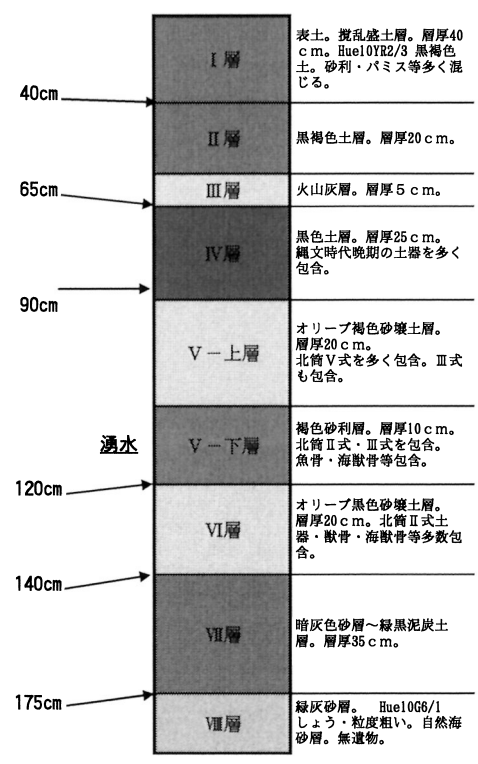 Ⅰ層
表土。撹乱盛土層。層厚40
ｃｍ。Hue10YR2/3 黒褐色
土。砂利・パミス等多く混
じる。
40cm
Ⅱ層
黒褐色土層。層厚20ｃｍ。
65cm
Ⅲ層
火山灰層。層厚５ｃｍ。
Ⅳ層
黒色土層。層厚25ｃｍ。
縄文時代晩期の土器を多く
包含。
90cm
Ⅴ－上層
オリーブ褐色砂壌土層。
層厚20ｃｍ。
北筒Ⅴ式を多く包含。Ⅲ式
も包含。
湧水
Ⅴ－下層
褐色砂利層。層厚10ｃｍ。
北筒Ⅱ式・Ⅲ式を包含。
魚骨・海獣骨等包含。
120cm
Ⅵ層
オリーブ黒色砂壌土層。
層厚20ｃｍ。北筒Ⅱ式土
器・獣骨・海獣骨等多数包
含。
140cm
Ⅶ層
暗灰色砂層～緑黒泥炭土
層。層厚35ｃｍ。
175cm
Ⅷ層
緑灰砂層。　Hue10G6/1
しょう・粒度粗い。自然海
砂層。無遺物。